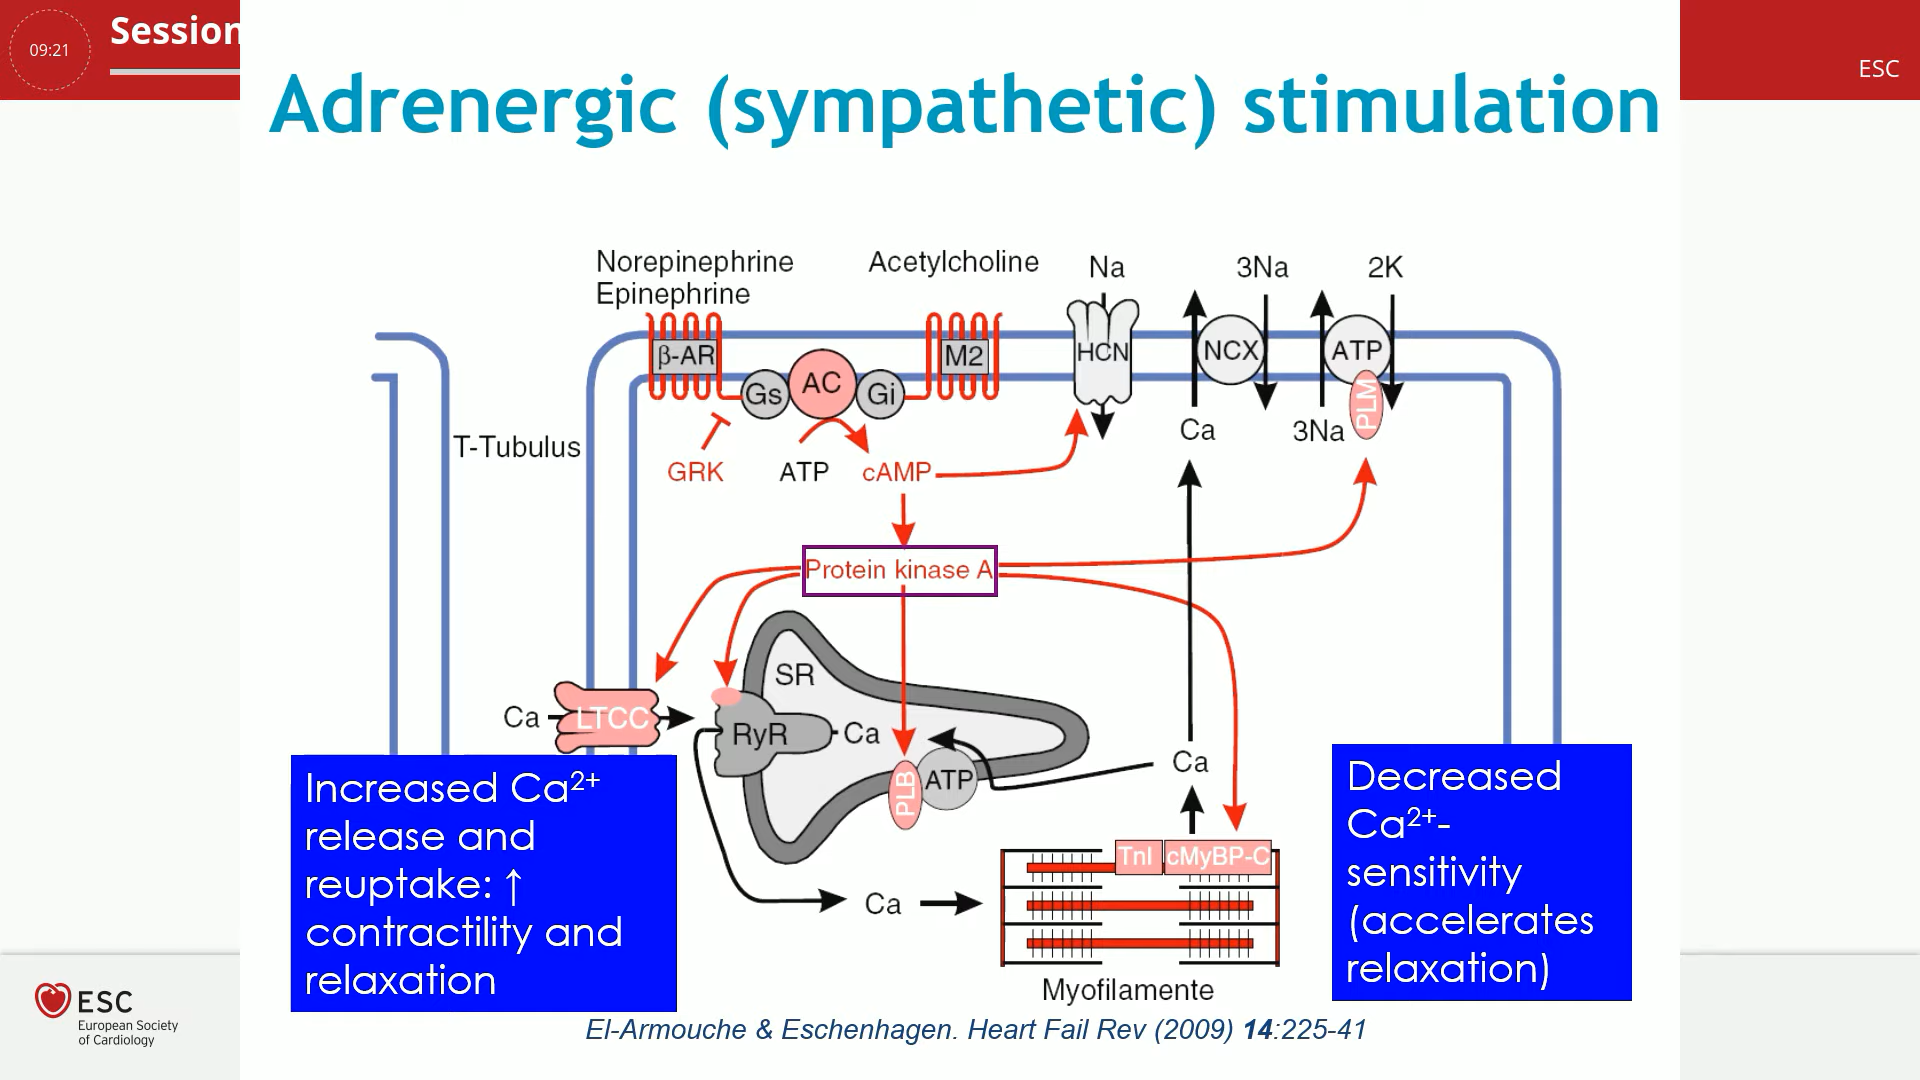 09:21
Session
ESC
Adrenergic (sympathetic) stimulation
Norepinephrine
Epinephrine
Acetylcholine
Na
3Na
2K
β-AR
Gs
AC
Gi
M2
HCN
NCX
ATP
PLM
T-Tubulus
GRK
ATP
cAMP
Ca
3Na
Protein kinase A
SR
Ca
LTCC
RyR
Ca
PLB
ATP
Ca
TnI
cMyBP-C
Ca
Myofilamente
Increased Ca²⁺
release and
reuptake: ↑
contractility and
relaxation
Decreased
Ca²⁺-
sensitivity
(accelerates
relaxation)
El-Armouche & Eschenhagen. Heart Fail Rev (2009) 14:225-41
ESC
European Society
of Cardiology